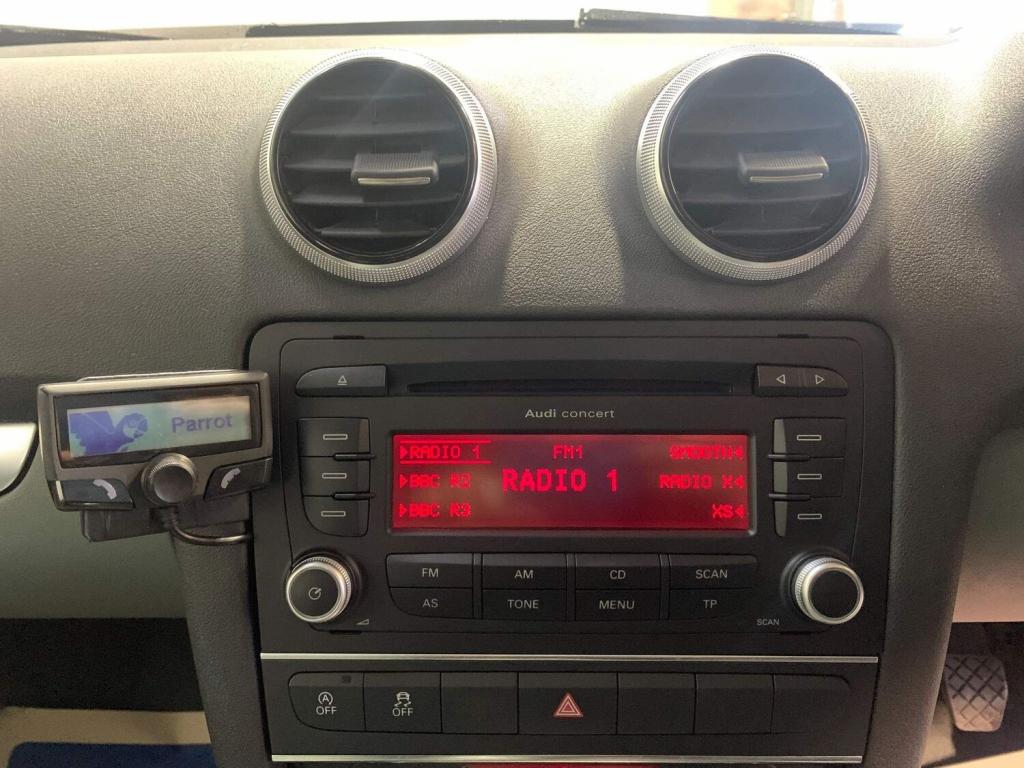 Parrot
Audi concert
RADIO 1 FM1 SMOOTH
BBC R2 RADIO 1 RADIO X
BBC R3 XS
FM AM CD SCAN
AS TONE MENU TP
SCAN
A OFF OFF